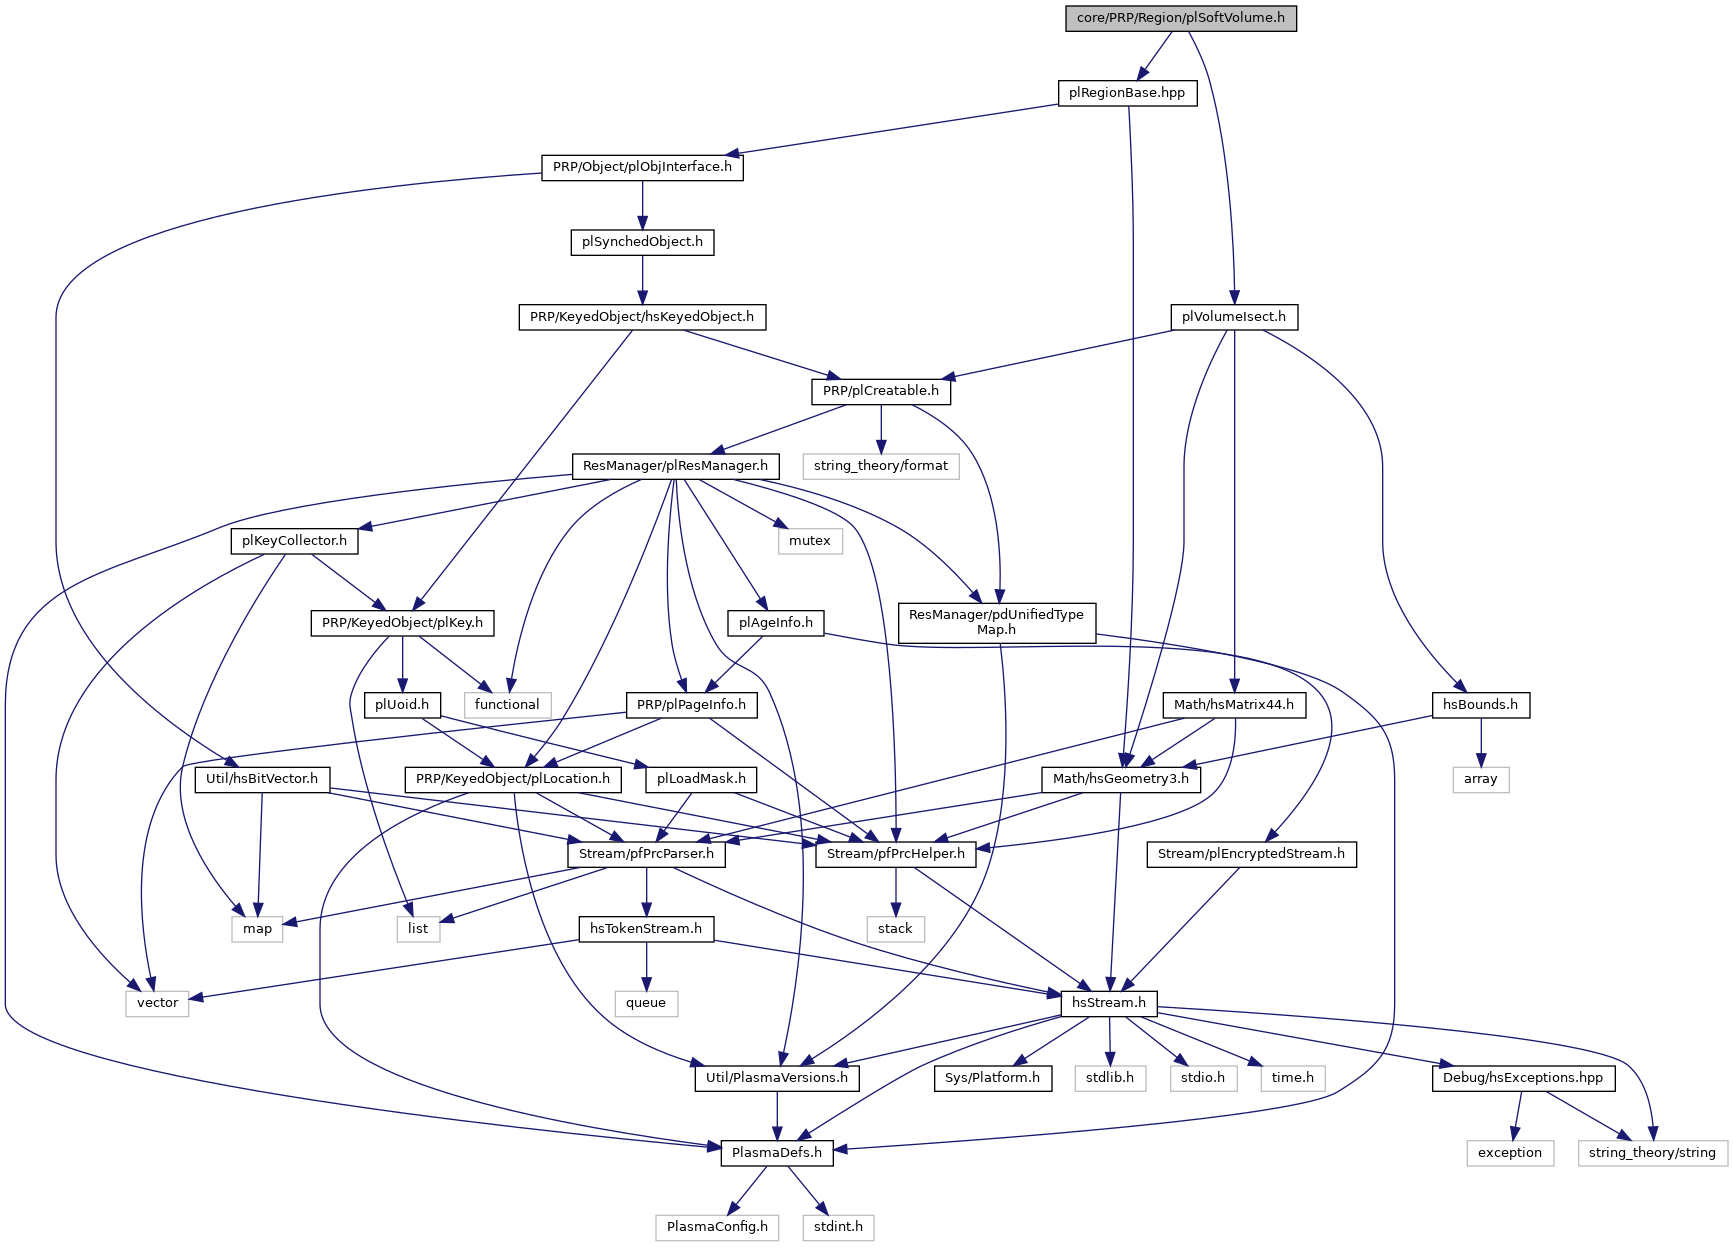 core/PRP/Region/plSoftVolume.h
plRegionBase.hpp
PRP/Object/plObjInterface.h
plSynchedObject.h
PRP/KeyedObject/hsKeyedObject.h
plVolumeIsect.h
PRP/plCreatable.h
ResManager/plResManager.h
string_theory/format
plKeyCollector.h
mutex
PRP/KeyedObject/plKey.h
plAgeInfo.h
ResManager/pdUnifiedType
Map.h
plUoid.h
functional
PRP/plPageInfo.h
Math/hsMatrix44.h
hsBounds.h
Util/hsBitVector.h
PRP/KeyedObject/plLocation.h
plLoadMask.h
Math/hsGeometry3.h
array
Stream/pfPrcParser.h
Stream/pfPrcHelper.h
Stream/plEncryptedStream.h
map
list
hsTokenStream.h
stack
vector
queue
hsStream.h
Util/PlasmaVersions.h
Sys/Platform.h
stdlib.h
stdio.h
time.h
Debug/hsExceptions.hpp
PlasmaDefs.h
exception
string_theory/string
PlasmaConfig.h
stdint.h